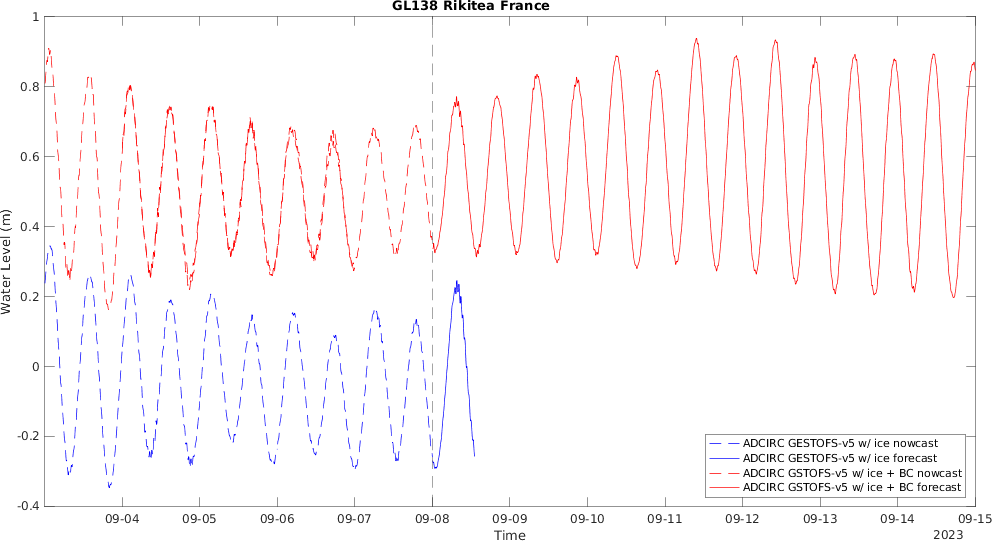 GL138 Rikitea France
Water Level (m)
1
0.8
0.6
0.4
0.2
0
-0.2
-0.4
09-04 09-05 09-06 09-07 09-08 09-09 09-10 09-11 09-12 09-13 09-14 09-15
Time
2023
ADCIRC GESTOFS-v5 w/ ice nowcast
ADCIRC GESTOFS-v5 w/ ice forecast
ADCIRC GSTOFS-v5 w/ ice + BC nowcast
ADCIRC GSTOFS-v5 w/ ice + BC forecast